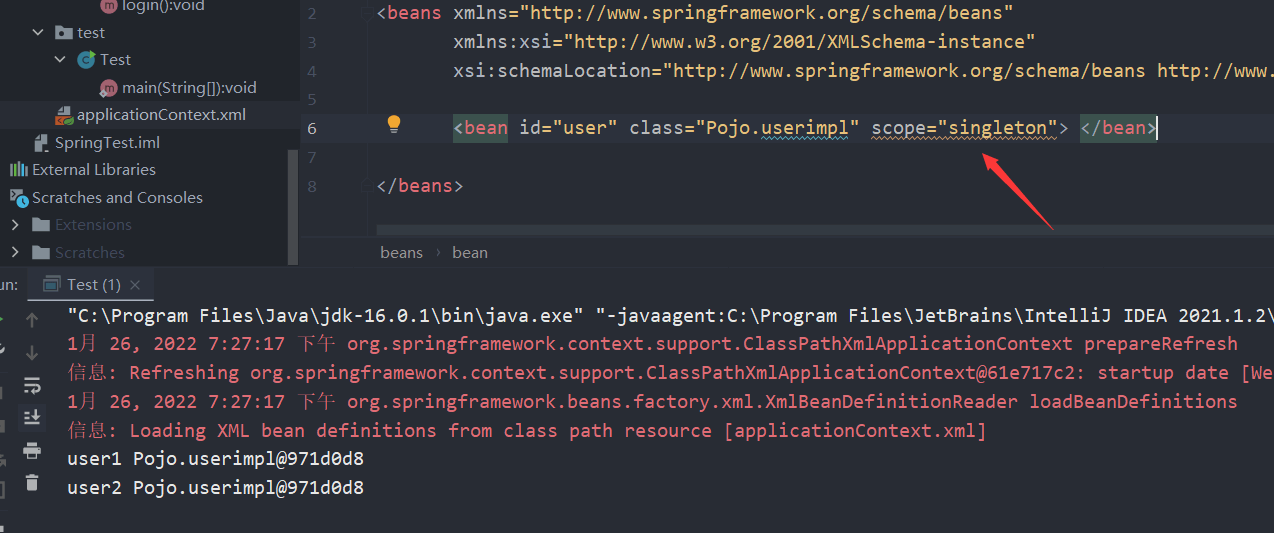 login():void
test
Test
main(String[]):void
applicationContext.xml
SpringTest.iml
External Libraries
Scratches and Consoles
Extensions
Scratches
2 <beans xmlns="http://www.springframework.org/schema/beans"
3 xmlns:xsi="http://www.w3.org/2001/XMLSchema-instance"
4 xsi:schemaLocation="http://www.springframework.org/schema/beans http://www.
5
6 <bean id="user" class="Pojo.userimpl" scope="singleton"> </bean>
7
8 </beans>
beans › bean
un: Test (1) ×
"C:\Program Files\Java\jdk-16.0.1\bin\java.exe" "-javaagent:C:\Program Files\JetBrains\IntelliJ IDEA 2021.1.2\
1月 26, 2022 7:27:17 下午 org.springframework.context.support.ClassPathXmlApplicationContext prepareRefresh
信息: Refreshing org.springframework.context.support.ClassPathXmlApplicationContext@61e717c2: startup date [We
1月 26, 2022 7:27:17 下午 org.springframework.beans.factory.xml.XmlBeanDefinitionReader loadBeanDefinitions
信息: Loading XML bean definitions from class path resource [applicationContext.xml]
user1 Pojo.userimpl@971d0d8
user2 Pojo.userimpl@971d0d8